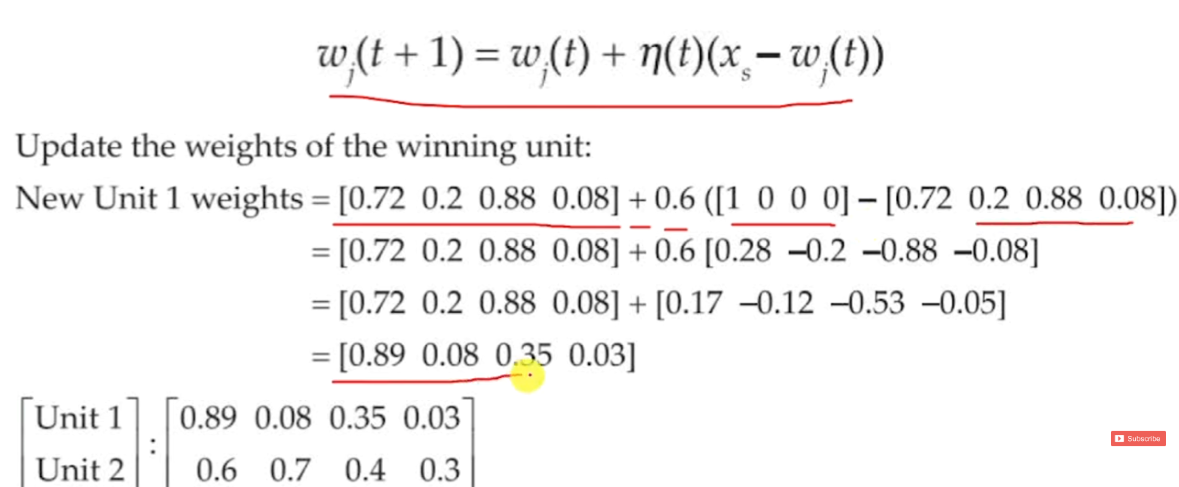 wⱼ(t + 1) = wⱼ(t) + η(t)(xₛ − wⱼ(t))
Update the weights of the winning unit:
New Unit 1 weights = [0.72 0.2 0.88 0.08] + 0.6 ([1 0 0 0] − [0.72 0.2 0.88 0.08])
= [0.72 0.2 0.88 0.08] + 0.6 [0.28 −0.2 −0.88 −0.08]
= [0.72 0.2 0.88 0.08] + [0.17 −0.12 −0.53 −0.05]
= [0.89 0.08 0.35 0.03]
[Unit 1] : [0.89 0.08 0.35 0.03]
[Unit 2] : [0.6 0.7 0.4 0.3]
Subscribe